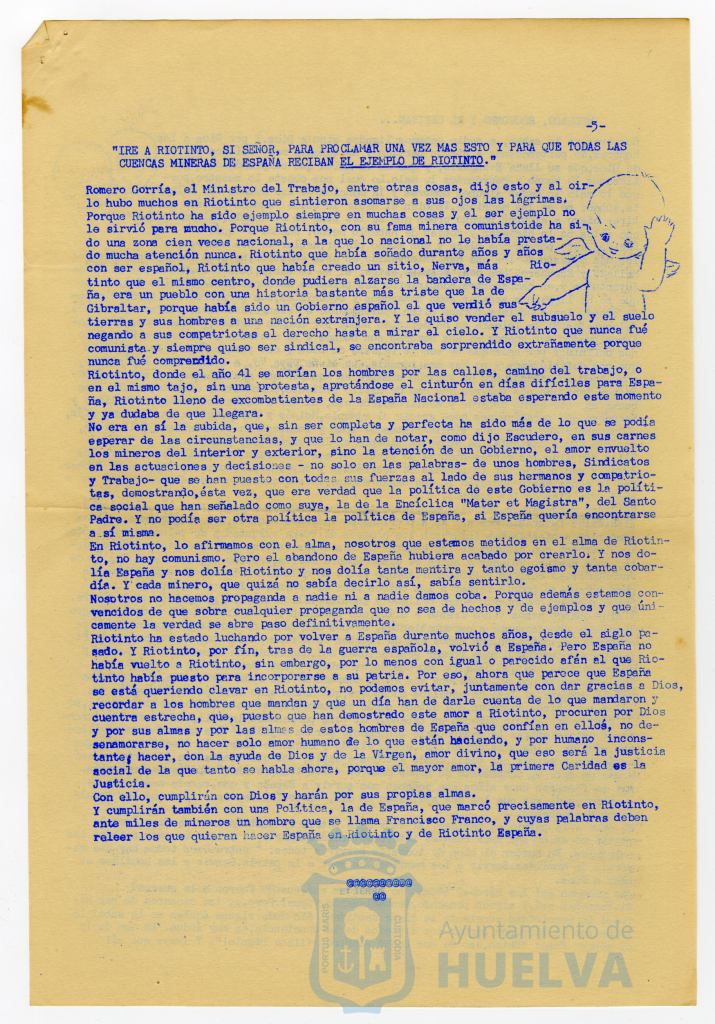 -5-
"IRE A RIOTINTO, SI SEÑOR, PARA PROCLAMAR UNA VEZ MAS ESTO Y PARA QUE TODAS LAS
CUENCAS MINERAS DE ESPAÑA RECIBAN EL EJEMPLO DE RIOTINTO."
Romero Gorría, el Ministro del Trabajo, entre otras cosas, dijo esto y al oir-
lo hubo muchos en Riotinto que sintieron asomarse a sus ojos las lágrimas.
Porque Riotinto ha sido ejemplo siempre en muchas cosas y el ser ejemplo no
le sirvió para mucho. Porque Riotinto, con su fama minera comunistoide ha si-
do una zona cien veces nacional, a la que lo nacional no le había presta-
do mucha atención nunca. Riotinto que había soñado durante años y años
con ser español, Riotinto que había creado un sitio, Nerva, más Rio-
tinto que el mismo centro, donde pudiera alzarse la bandera de Espa-
ña, era un pueblo con una historia bastante más triste que la de
Gibraltar, porque había sido un Gobierno español el que vendió sus
tierras y sus hombres a una nación extranjera. Y le quiso vender el subsuelo y el suelo
negando a sus compatriotas el derecho hasta a mirar al cielo. Y Riotinto que nunca fué
comunista y siempre quiso ser sindical, se encontraba sorprendido extrañamente porque
nunca fué comprendido.
Riotinto, donde el año 41 se morían los hombres por las calles, camino del trabajo, o
en el mismo tajo, sin una protesta, apretándose el cinturón en días difíciles para Espa-
ña, Riotinto lleno de excombatientes de la España Nacional estaba esperando este momento
y ya dudaba de que llegara.
No era en sí la subida, que, sin ser completa y perfecta ha sido más de lo que se podía
esperar de las circunstancias, y que lo han de notar, como dijo Escudero, en sus carnes
los mineros del interior y exterior, sino la atención de un Gobierno, el amor envuelto
en las actuaciones y decisiones - no solo en las palabras- de unos hombres, Sindicatos
y Trabajo- que se han puesto con todas sus fuerzas al lado de sus hermanos y compatrio-
tas, demostrando,ésta vez, que era verdad que la política de este Gobierno es la políti-
ca social que han señalado como suya, la de la Encíclica "Mater et Magistra", del Santo
Padre. Y no podía ser otra política la política de España, si España quería encontrarse
a sí misma.
En Riotinto, lo afirmamos con el alma, nosotros que estamos metidos en el alma de Riotin-
to, no hay comunismo. Pero el abandono de España hubiera acabado por crearlo. Y nos do-
lía España y nos dolía Riotinto y nos dolía tanta mentira y tanto egoismo y tanta cobar-
día. Y cada minero, que quizá no sabía decirlo así, sabía sentirlo.
Nosotros no hacemos propaganda a nadie ni a nadie damos coba. Porque además estamos con-
vencidos de que sobra cualquier propaganda que no sea de hechos y de ejemplos y que úni-
camente la verdad se abre paso definitivamente.
Riotinto ha estado luchando por volver a España durante muchos años, desde el siglo pa-
sado. Y Riotinto, por fín, tras de la guerra española, volvió a España. Pero España no
había vuelto a Riotinto, sin embargo, por lo menos con igual o parecido afán al que Rio-
tinto había puesto para incorporarse a su patria. Por eso, ahora que parece que España
se está queriendo clavar en Riotinto, no podemos evitar, juntamente con dar gracias a Dios,
recordar a los hombres que mandan y que un día han de darle cuenta de lo que mandaron y
cuentra estrecha, que, puesto que han demostrado este amor a Riotinto, procuren por Dios
y por sus almas y por las almas de estos hombres de España que confían en ellos, no de-
senamorarse, no hacer solo amor humano de lo que están haciendo, y por humano incons-
tante; hacer, con la ayuda de Dios y de la Virgen, amor divino, que eso será la justicia
social de la que tanto se habla ahora, porque el mayor amor, la primera Caridad es la
Justicia.
Con ello, cumplirán con Dios y harán por sus propias almas.
Y cumplirán también con una Política, la de España, que marcó precisamente en Riotinto,
ante miles de mineros un hombre que se llama Francisco Franco, y cuyas palabras deben
releer los que quieran hacer España en Riotinto y de Riotinto España.
@@@@@@@@@@
@@
PORTUS MARIS
CUSTODIA
Ayuntamiento de
HUELVA